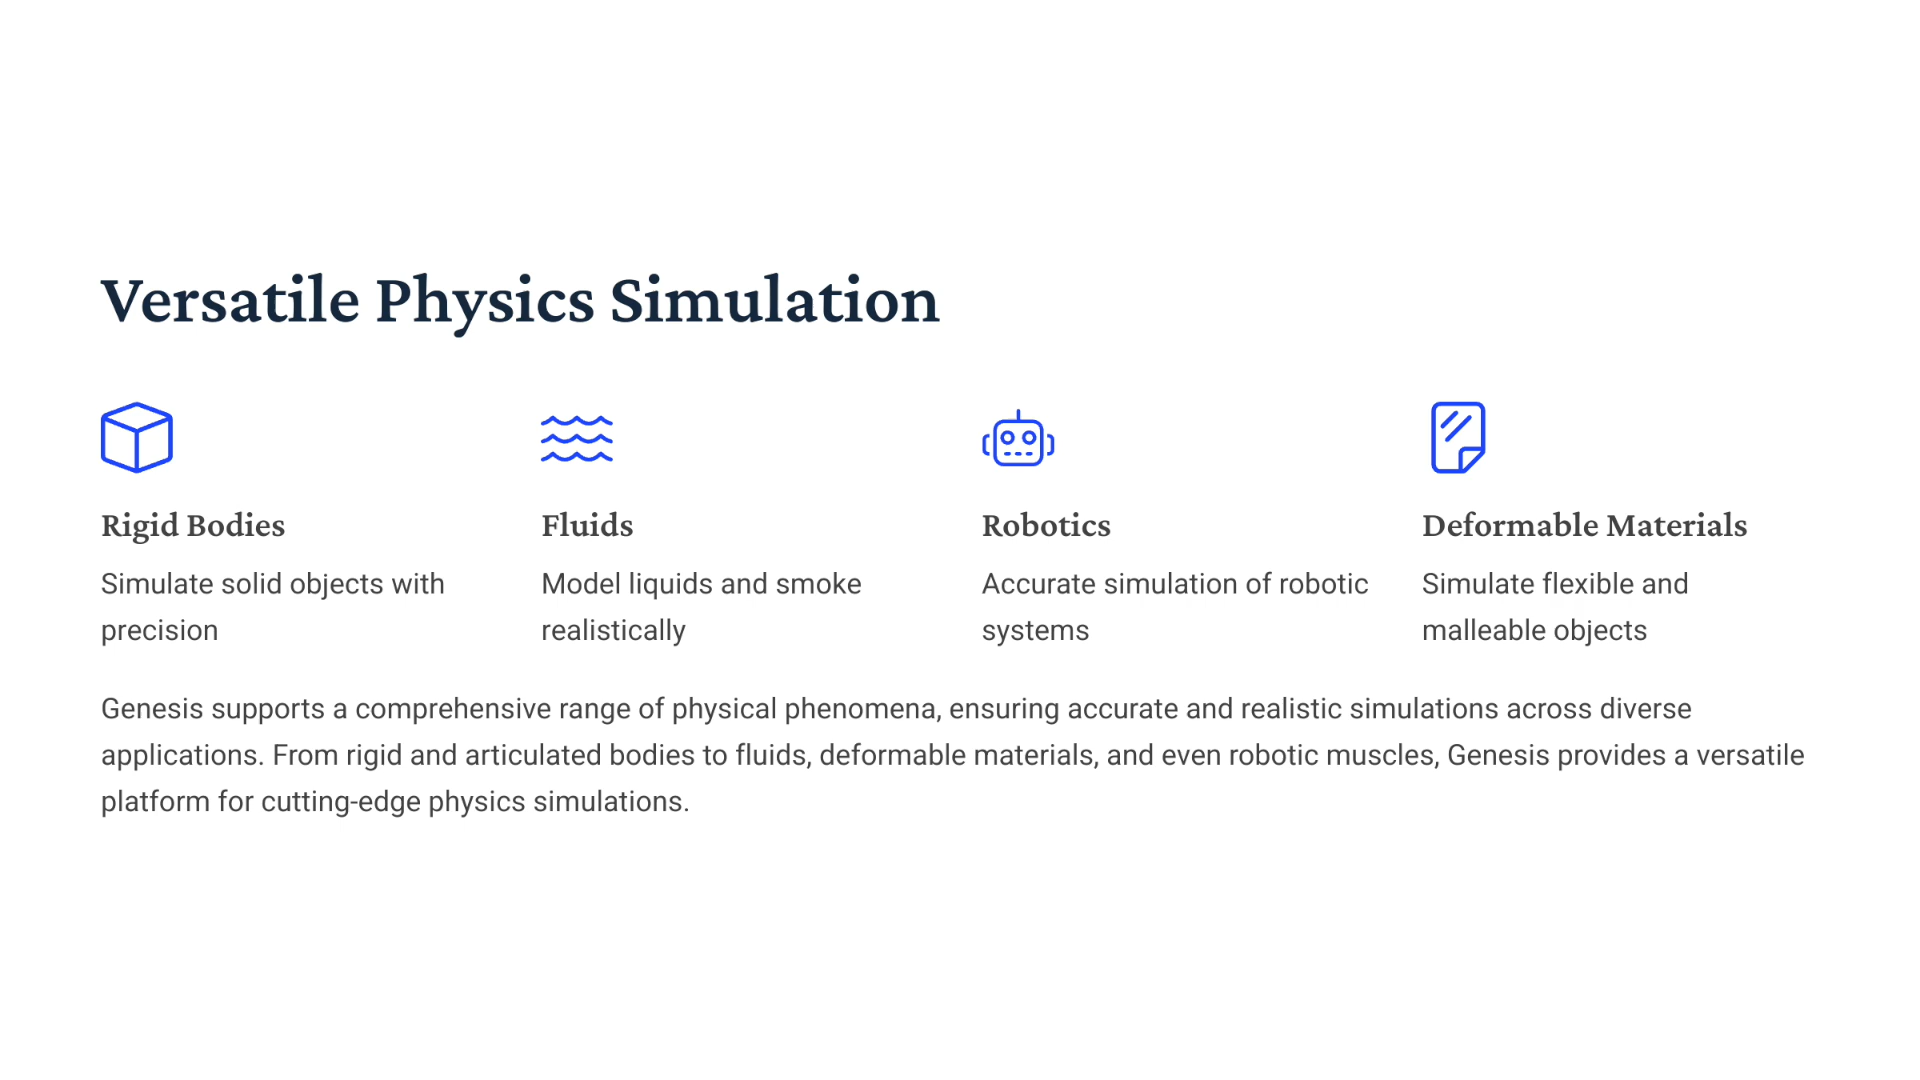 Versatile Physics Simulation
Rigid Bodies
Simulate solid objects with
precision
Fluids
Model liquids and smoke
realistically
Robotics
Accurate simulation of robotic
systems
Deformable Materials
Simulate flexible and
malleable objects
Genesis supports a comprehensive range of physical phenomena, ensuring accurate and realistic simulations across diverse
applications. From rigid and articulated bodies to fluids, deformable materials, and even robotic muscles, Genesis provides a versatile
platform for cutting-edge physics simulations.